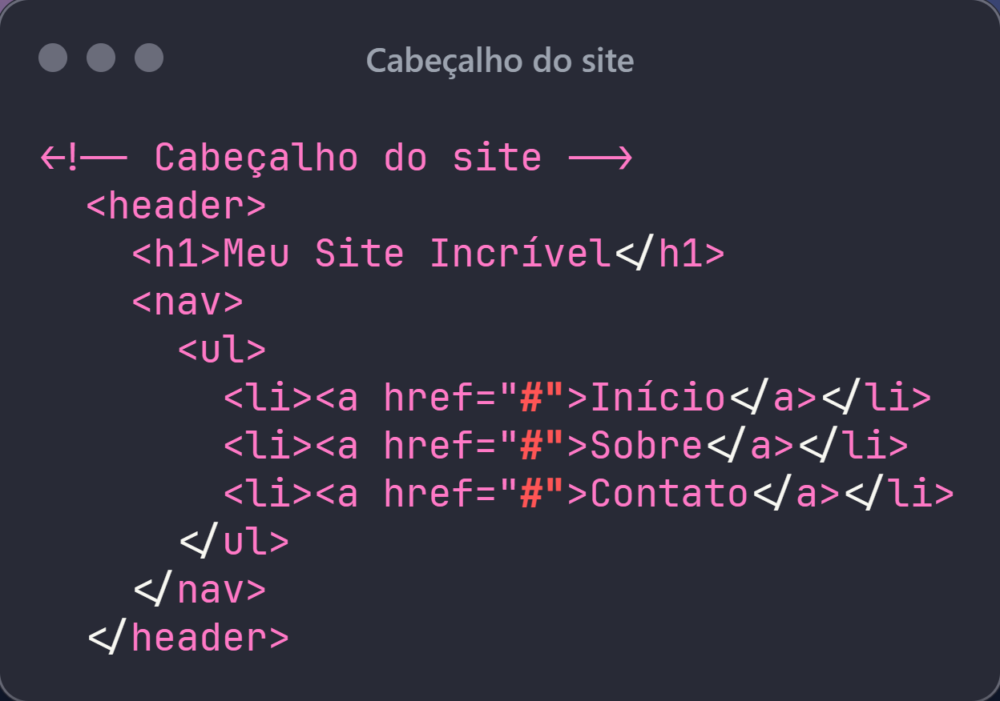 Cabeçalho do site
<!-- Cabeçalho do site -->
  <header>
    <h1>Meu Site Incrível</h1>
    <nav>
      <ul>
        <li><a href="#">Início</a></li>
        <li><a href="#">Sobre</a></li>
        <li><a href="#">Contato</a></li>
      </ul>
    </nav>
  </header>